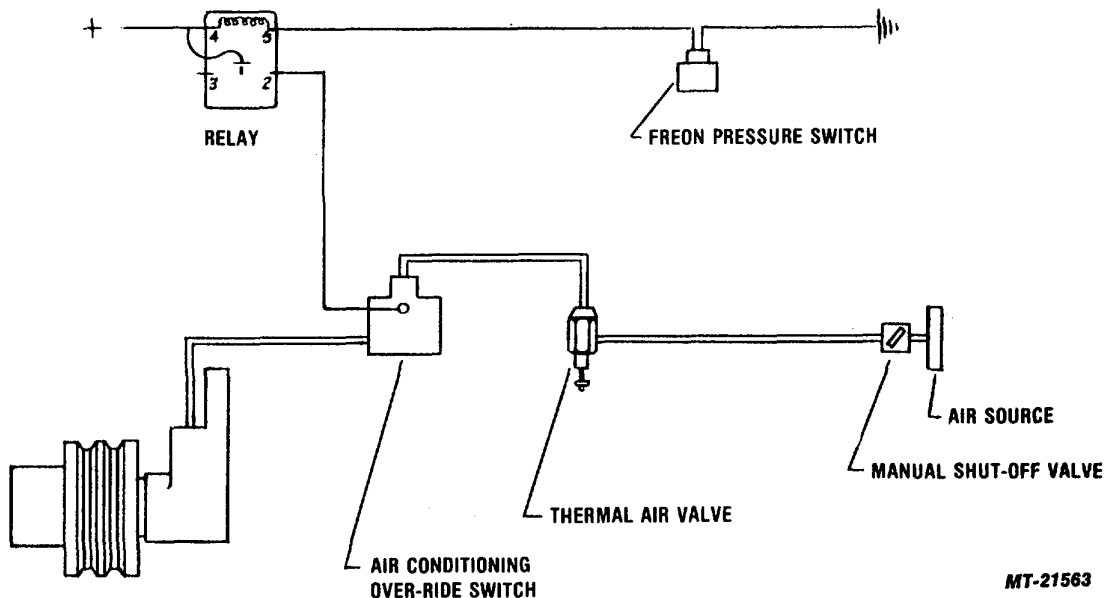 +
4
5
3
2
RELAY
FREON PRESSURE SWITCH
AIR SOURCE
MANUAL SHUT-OFF VALVE
THERMAL AIR VALVE
AIR CONDITIONING
OVER-RIDE SWITCH
MT-21563